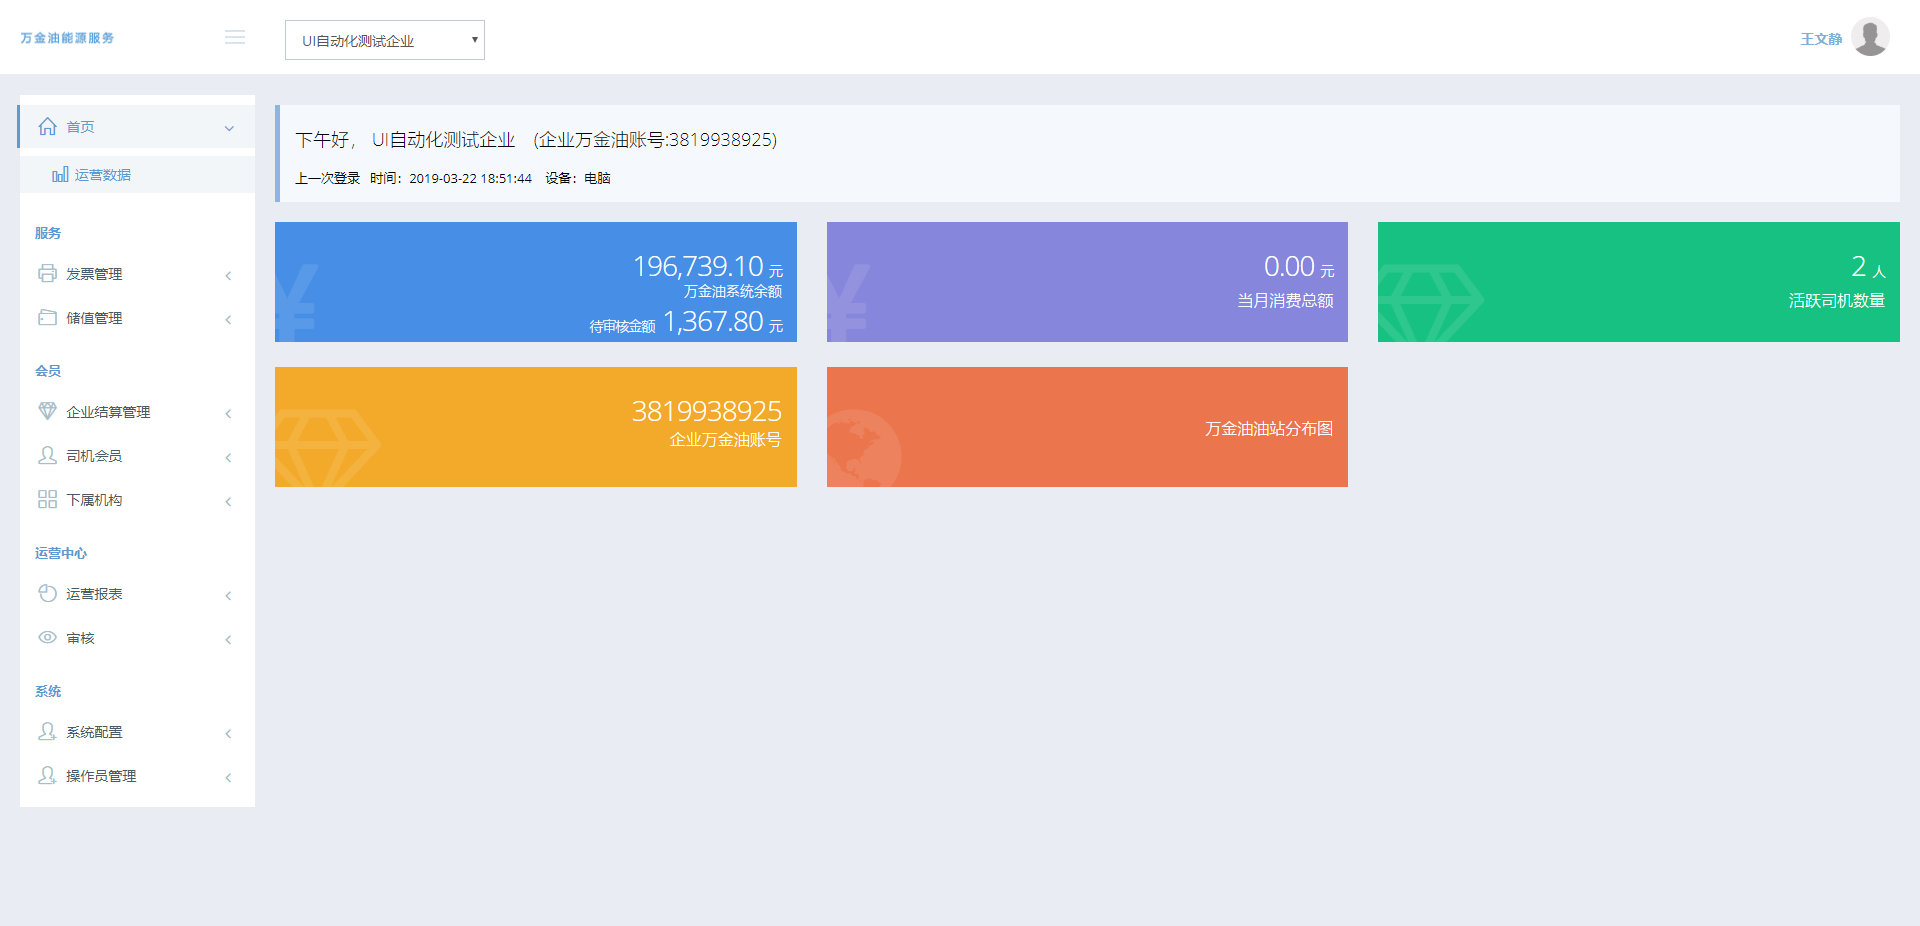 万金油能源服务
UI自动化测试企业
王文静
首页
运营数据
服务
发票管理
储值管理
会员
企业结算管理
司机会员
下属机构
运营中心
运营报表
审核
系统
系统配置
操作员管理
下午好， UI自动化测试企业 (企业万金油账号:3819938925)
上一次登录 时间：2019-03-22 18:51:44 设备：电脑
196,739.10 元
万金油系统余额
待审核金额 1,367.80 元
0.00 元
当月消费总额
2 人
活跃司机数量
3819938925
企业万金油账号
万金油油站分布图